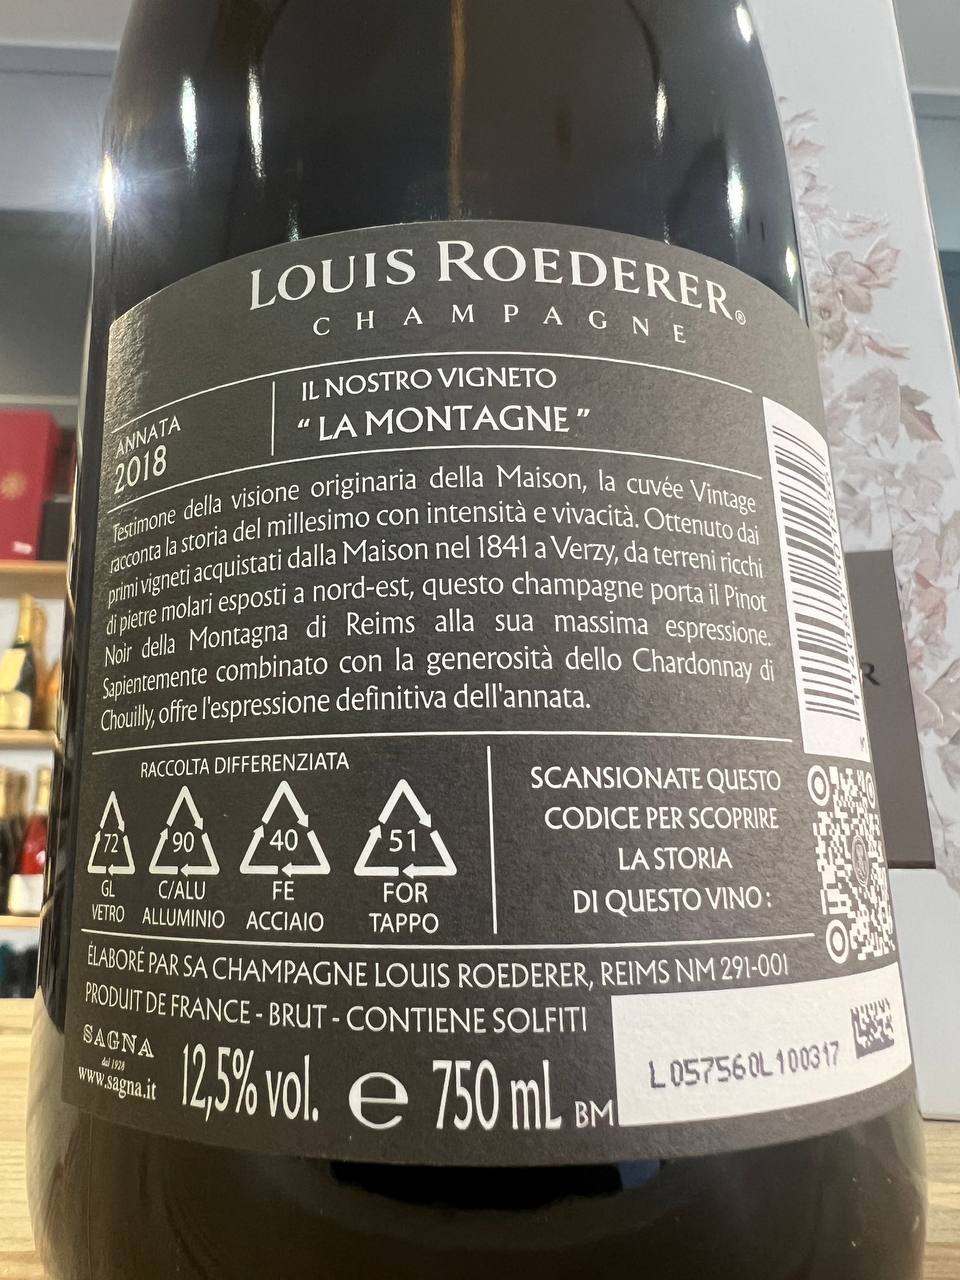 LOUIS ROEDERER®
CHAMPAGNE
ANNATA
2018
IL NOSTRO VIGNETO
“ LA MONTAGNE ”
Testimone della visione originaria della Maison, la cuvée Vintage
racconta la storia del millesimo con intensità e vivacità. Ottenuto dai
primi vigneti acquistati dalla Maison nel 1841 a Verzy, da terreni ricchi
di pietre molari esposti a nord-est, questo champagne porta il Pinot
Noir della Montagna di Reims alla sua massima espressione.
Sapientemente combinato con la generosità dello Chardonnay di
Chouilly, offre l'espressione definitiva dell'annata.
RACCOLTA DIFFERENZIATA
72 90 40 51
GL C/ALU FE FOR
VETRO ALLUMINIO ACCIAIO TAPPO
SCANSIONATE QUESTO
CODICE PER SCOPRIRE
LA STORIA
DI QUESTO VINO :
ÉLABORÉ PAR SA CHAMPAGNE LOUIS ROEDERER, REIMS NM 291-001
PRODUIT DE FRANCE - BRUT - CONTIENE SOLFITI
SAGNA
dal 1928
www.sagna.it
12,5% vol. e 750 mL BM
L057560L100317